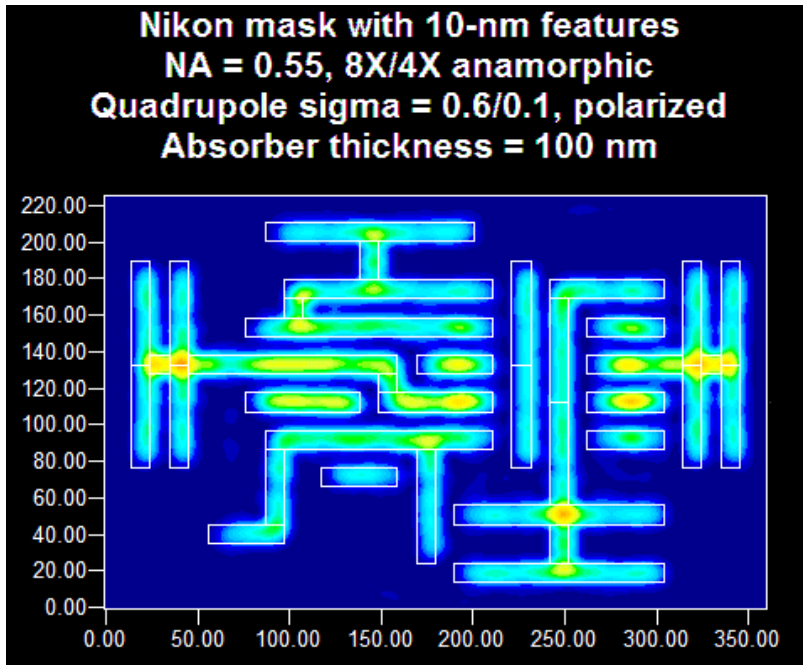 Nikon mask with 10-nm features
NA = 0.55, 8X/4X anamorphic
Quadrupole sigma = 0.6/0.1, polarized
Absorber thickness = 100 nm
220.00
200.00
180.00
160.00
140.00
120.00
100.00
80.00
60.00
40.00
20.00
0.00
0.00 50.00 100.00 150.00 200.00 250.00 300.00 350.00